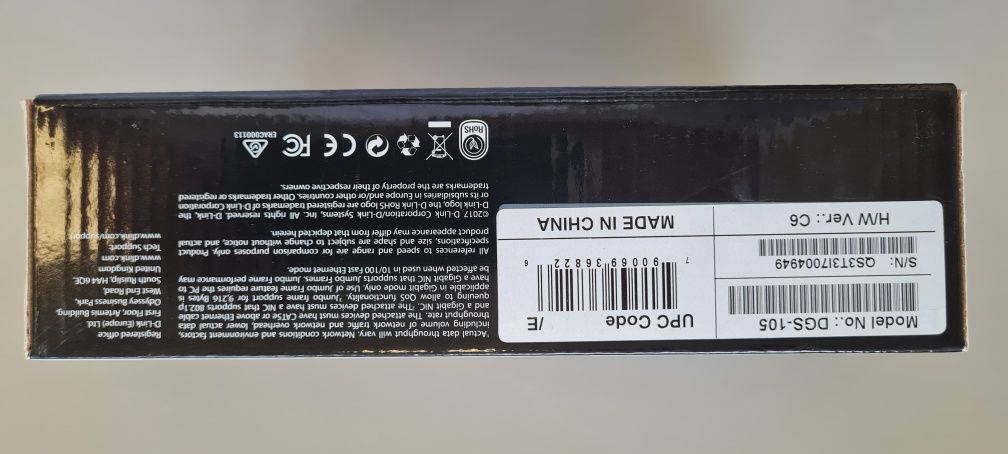 Model No.: DGS-105
S/N: QS3T3I7004949
H/W Ver.: C6
UPC Code /E
7 90069 36822 6
MADE IN CHINA
*Actual data throughput will vary. Network conditions and environment factors,
including volume of network traffic and network overhead, lower actual data
throughput rate. The attached devices must have CAT5e or above Ethernet cable
and a Gigabit NIC. †The attached devices must have a NIC that supports 802.1p
queuing to allow QoS functionality. ‡Jumbo Frame support for 9,216 Bytes is
applicable in Gigabit mode only. Use of Jumbo Frame feature requires the PC to
have a Gigabit NIC. NIC that supports Jumbo Frames. Jumbo Frame performance may
be affected when used in 10/100 Fast Ethernet mode.
All references to speed and range are for comparison purposes only. Product
specifications, size and shape are subject to change without notice, and actual
product appearance may differ from that depicted herein.
©2017 D-Link Corporation/D-Link Systems, Inc. All rights reserved. D-Link, the
D-Link logo, the D-Link RoHS logo are registered trademarks of D-Link Corporation
or its subsidiaries in Europe and/or other countries. Other trademarks or registered
trademarks are the property of their respective owners.
RoHS
CE
FC
ERAC000113
Registered office
D-Link (Europe) Ltd.
First Floor, Artemis Building,
Odyssey Business Park,
West End Road,
South Ruislip HA4 6QE
United Kingdom
www.dlink.com
Tech Support:
www.dlink.com/support